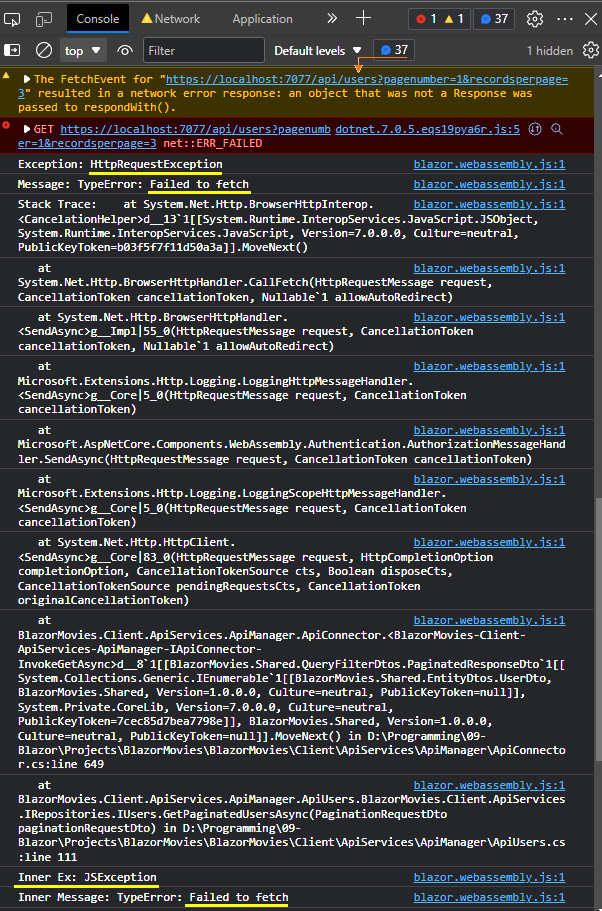 Console
Network
Application
1
1
37
top
Filter
Default levels
37
1 hidden
The FetchEvent for "https://localhost:7077/api/users?pagenumber=1&recordsperpage=
3" resulted in a network error response: an object that was not a Response was
passed to respondWith().
GET https://localhost:7077/api/users?pagenumb dotnet.7.0.5.eqs19pya6r.js:5
er=1&recordsperpage=3 net::ERR_FAILED
Exception: HttpRequestException blazor.webassembly.js:1
Message: TypeError: Failed to fetch blazor.webassembly.js:1
Stack Trace:    at System.Net.Http.BrowserHttpInterop. blazor.webassembly.js:1
<CancelationHelper>d__13`1[[System.Runtime.InteropServices.JavaScript.JSObject,
System.Runtime.InteropServices.JavaScript, Version=7.0.0.0, Culture=neutral,
PublicKeyToken=b03f5f7f11d50a3a]].MoveNext()
at blazor.webassembly.js:1
System.Net.Http.BrowserHttpHandler.CallFetch(HttpRequestMessage request,
CancellationToken cancellationToken, Nullable`1 allowAutoRedirect)
at System.Net.Http.BrowserHttpHandler. blazor.webassembly.js:1
<SendAsync>g__Impl|55_0(HttpRequestMessage request, CancellationToken
cancellationToken, Nullable`1 allowAutoRedirect)
at blazor.webassembly.js:1
Microsoft.Extensions.Http.Logging.LoggingHttpMessageHandler.
<SendAsync>g__Core|5_0(HttpRequestMessage request, CancellationToken
cancellationToken)
at blazor.webassembly.js:1
Microsoft.AspNetCore.Components.WebAssembly.Authentication.AuthorizationMessageHand
ler.SendAsync(HttpRequestMessage request, CancellationToken cancellationToken)
at blazor.webassembly.js:1
Microsoft.Extensions.Http.Logging.LoggingScopeHttpMessageHandler.
<SendAsync>g__Core|5_0(HttpRequestMessage request, CancellationToken
cancellationToken)
at System.Net.Http.HttpClient. blazor.webassembly.js:1
<SendAsync>g__Core|83_0(HttpRequestMessage request, HttpCompletionOption
completionOption, CancellationTokenSource cts, Boolean disposeCts,
CancellationTokenSource pendingRequestsCts, CancellationToken
originalCancellationToken)
at blazor.webassembly.js:1
BlazorMovies.Client.ApiServices.ApiManager.ApiConnector.<BlazorMovies-Client-
ApiServices-ApiManager-IApiConnector-
InvokeGetAsync>d__8`1[[BlazorMovies.Shared.QueryFilterDtos.PaginatedResponseDto`1[[
System.Collections.Generic.IEnumerable`1[[BlazorMovies.Shared.EntityDtos.UserDto,
BlazorMovies.Shared, Version=1.0.0.0, Culture=neutral, PublicKeyToken=null]],
System.Private.CoreLib, Version=7.0.0.0, Culture=neutral,
PublicKeyToken=7cec85d7bea7798e]], BlazorMovies.Shared, Version=1.0.0.0,
Culture=neutral, PublicKeyToken=null]].MoveNext() in D:\Programming\09-
Blazor\Projects\BlazorMovies\BlazorMovies\Client\ApiServices\ApiManager\ApiConnecto
r.cs:line 649
at blazor.webassembly.js:1
BlazorMovies.Client.ApiServices.ApiManager.ApiUsers.BlazorMovies.Client.ApiServices
.IRepositories.IUsers.GetPaginatedUsersAsync(PaginationRequestDto
paginationRequestDto) in D:\Programming\09-
Blazor\Projects\BlazorMovies\BlazorMovies\Client\ApiServices\ApiManager\ApiUsers.cs
:line 111
Inner Ex: JSException blazor.webassembly.js:1
Inner Message: TypeError: Failed to fetch blazor.webassembly.js:1